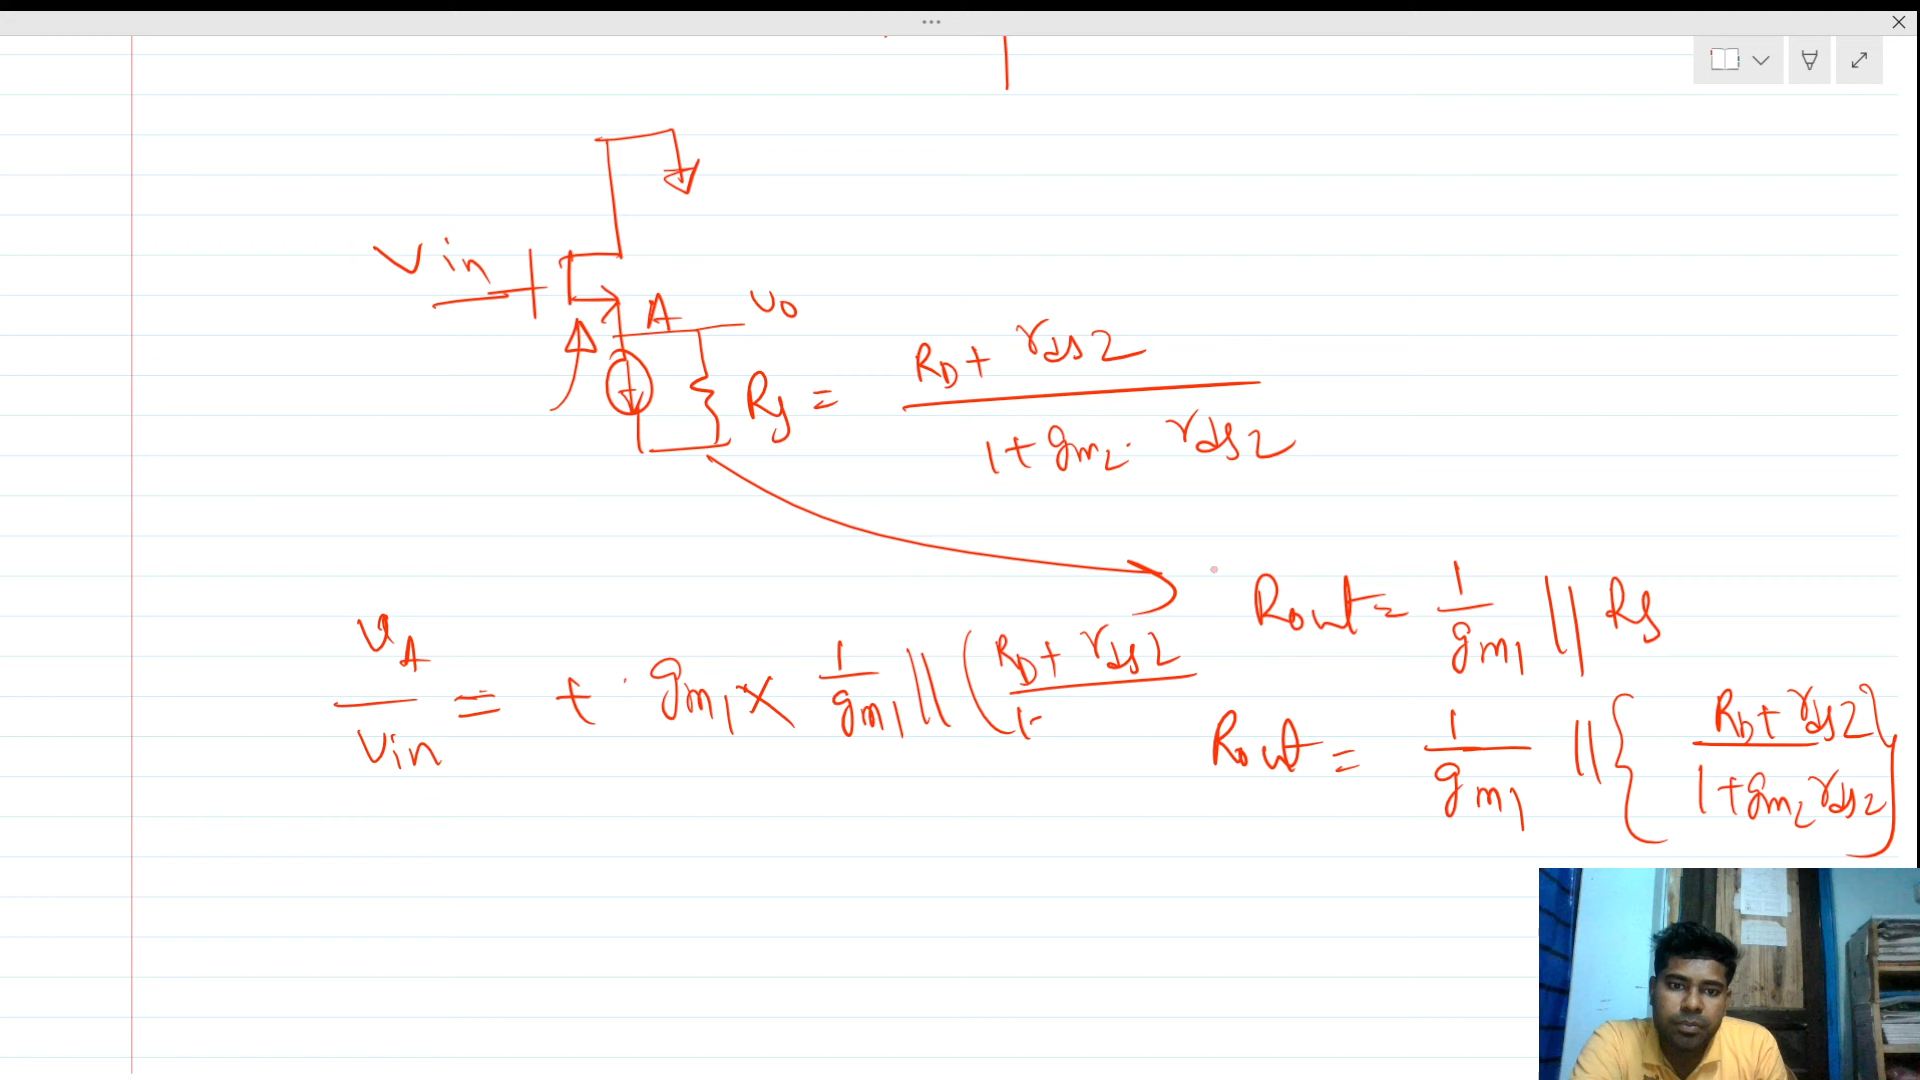 Vin
A
vo
Rs = (RD + rds2) / (1 + gm2 · rds2)
Rout = 1/gm1 || Rs
vA / vin = + · gm1 × 1/gm1 || ( RD + rds2 / 1+
Rout = 1/gm1 || { RD + rds2 / 1 + gm2 rds2 }